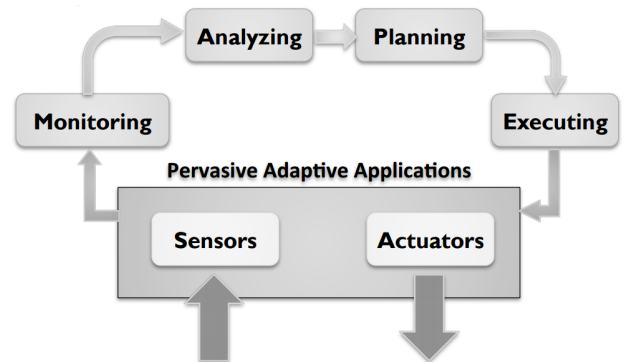 Analyzing
Planning
Monitoring
Executing
Pervasive Adaptive Applications
Sensors
Actuators